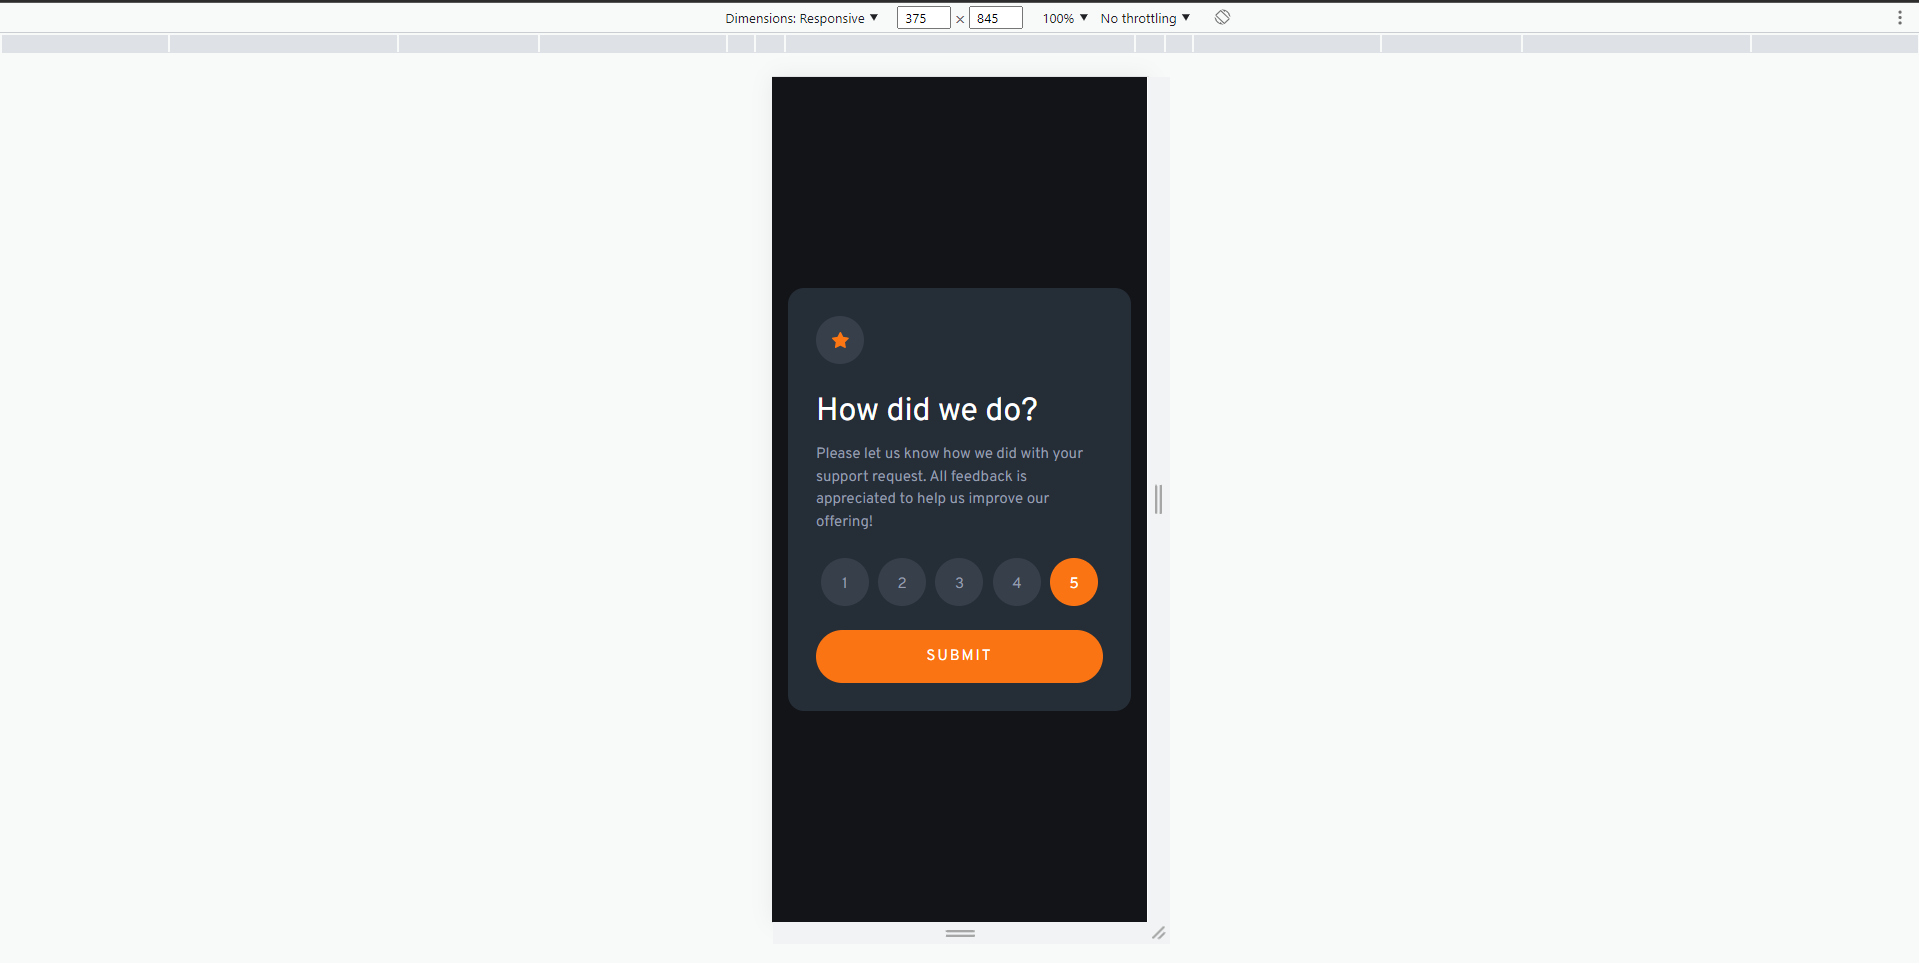 Dimensions: Responsive ▼ 375 × 845 100% ▼ No throttling ▼
How did we do?
Please let us know how we did with your
support request. All feedback is
appreciated to help us improve our
offering!
1 2 3 4 5
SUBMIT